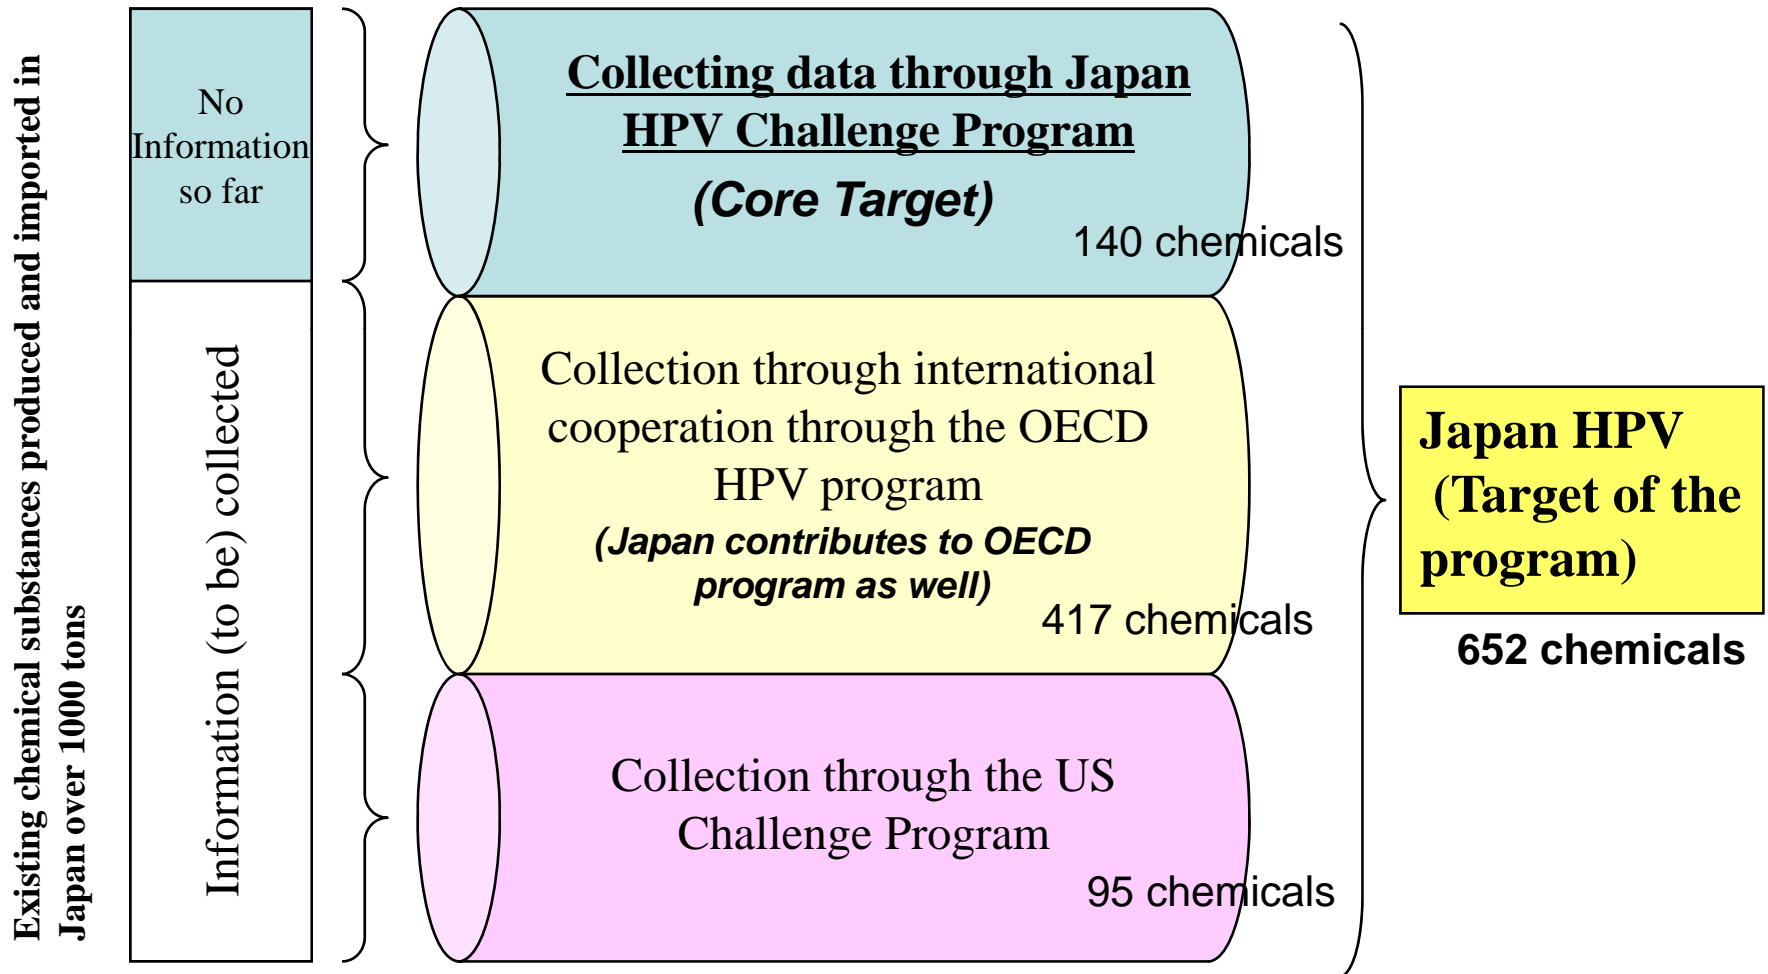 Existing chemical substances produced and imported in
Japan over 1000 tons
No
Information
so far
Information (to be) collected
Collecting data through Japan
HPV Challenge Program
(Core Target)
140 chemicals
Collection through international
cooperation through the OECD
HPV program
(Japan contributes to OECD
program as well)
417 chemicals
Collection through the US
Challenge Program
95 chemicals
Japan HPV
(Target of the
program)
652 chemicals